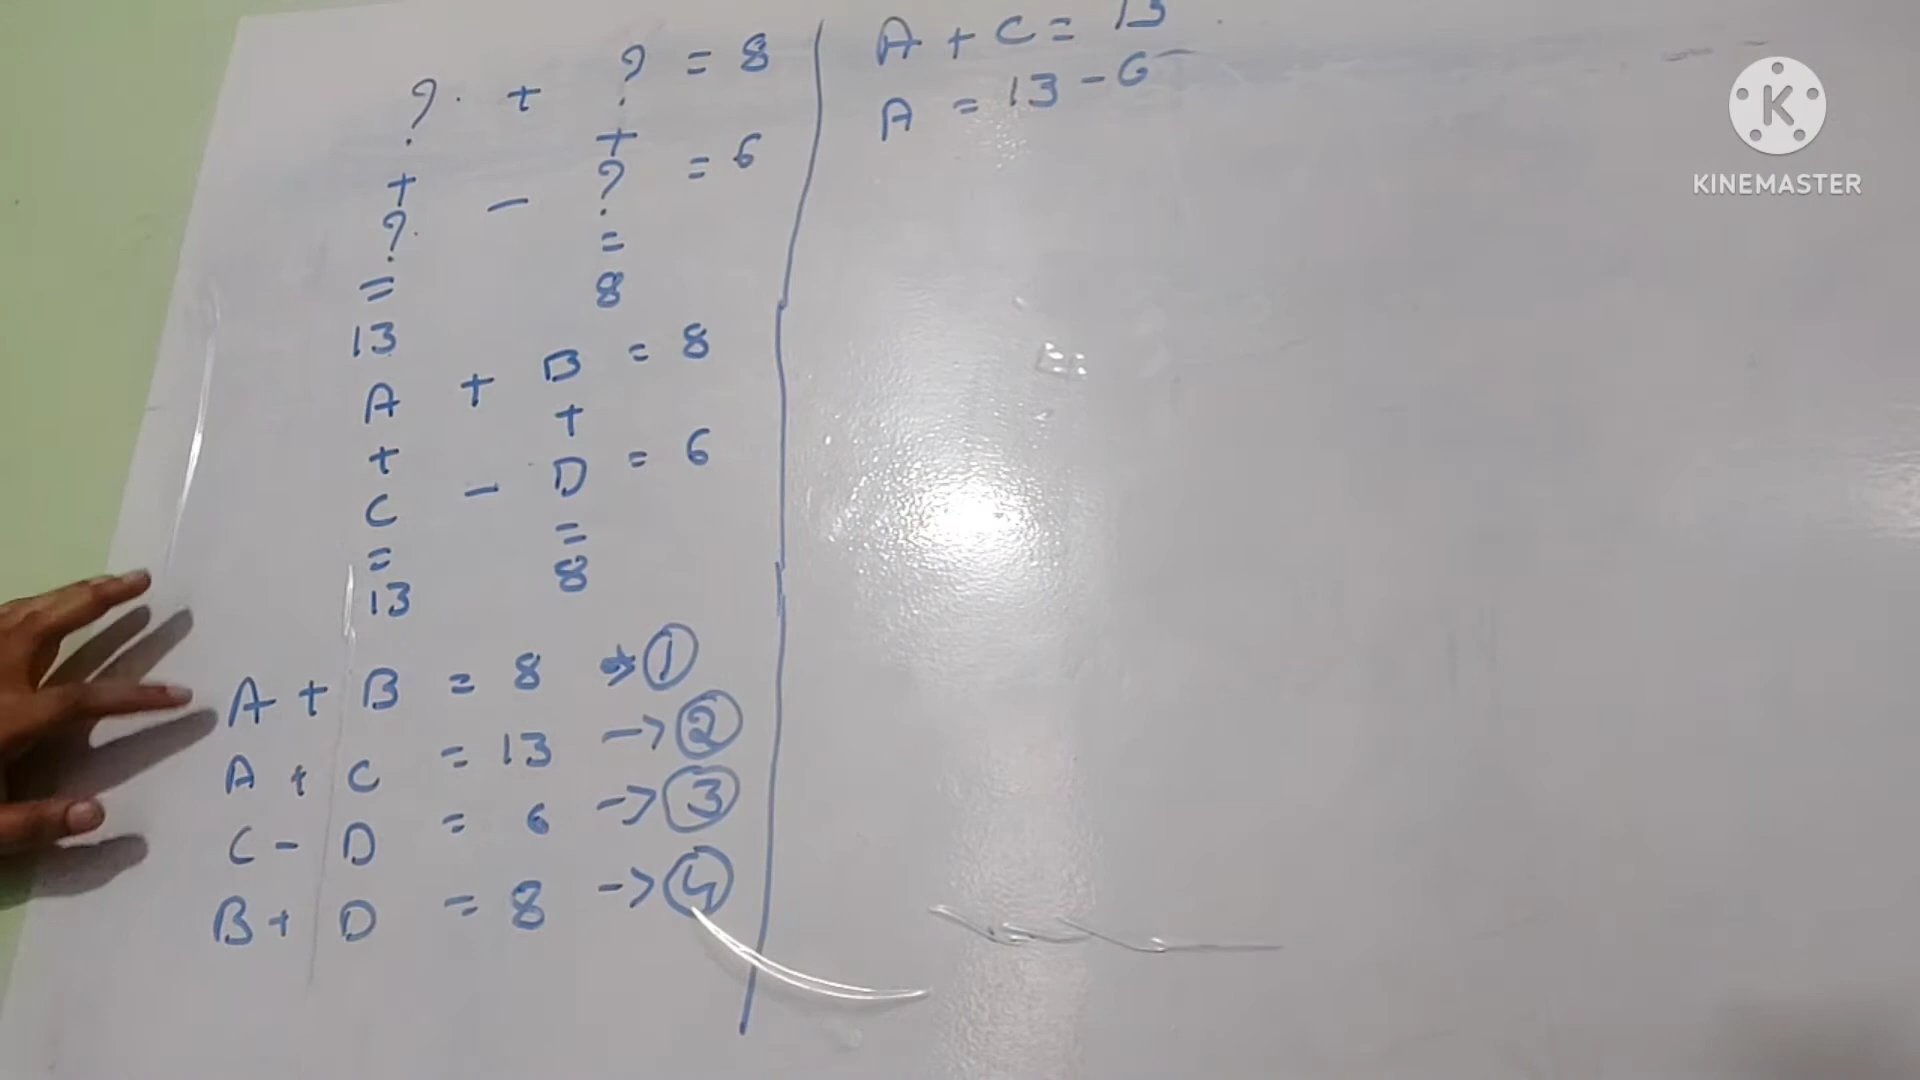 ? + ? = 8
+ +
? - ? = 6
= =
13 8
A + B = 8
+ +
C - D = 6
= =
13 8
A + B = 8 → ①
A + C = 13 → ②
C - D = 6 → ③
B + D = 8 → ④
A + C = 13
A = 13 - C
K
KINEMASTER